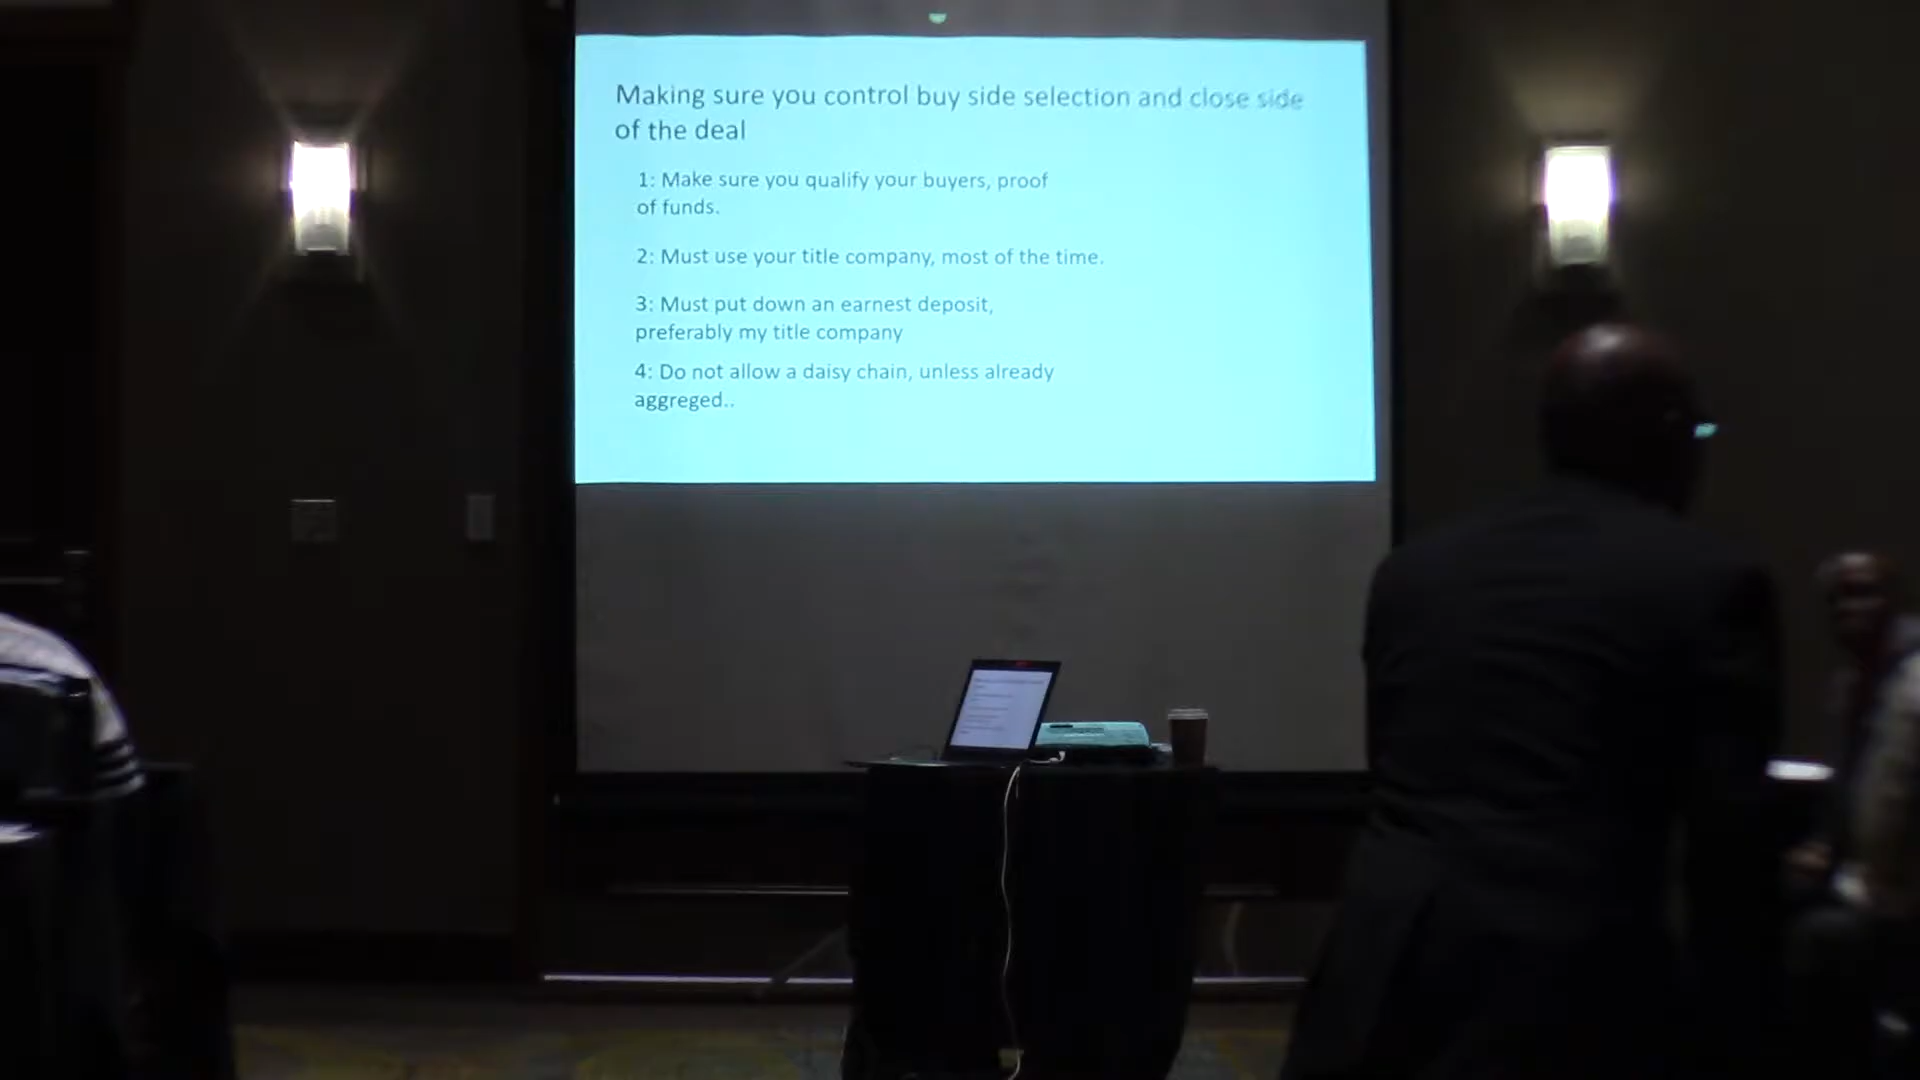 Making sure you control buy side selection and close side
of the deal
1: Make sure you qualify your buyers, proof
of funds.
2: Must use your title company, most of the time.
3: Must put down an earnest deposit,
preferably my title company
4: Do not allow a daisy chain, unless already
aggreged..